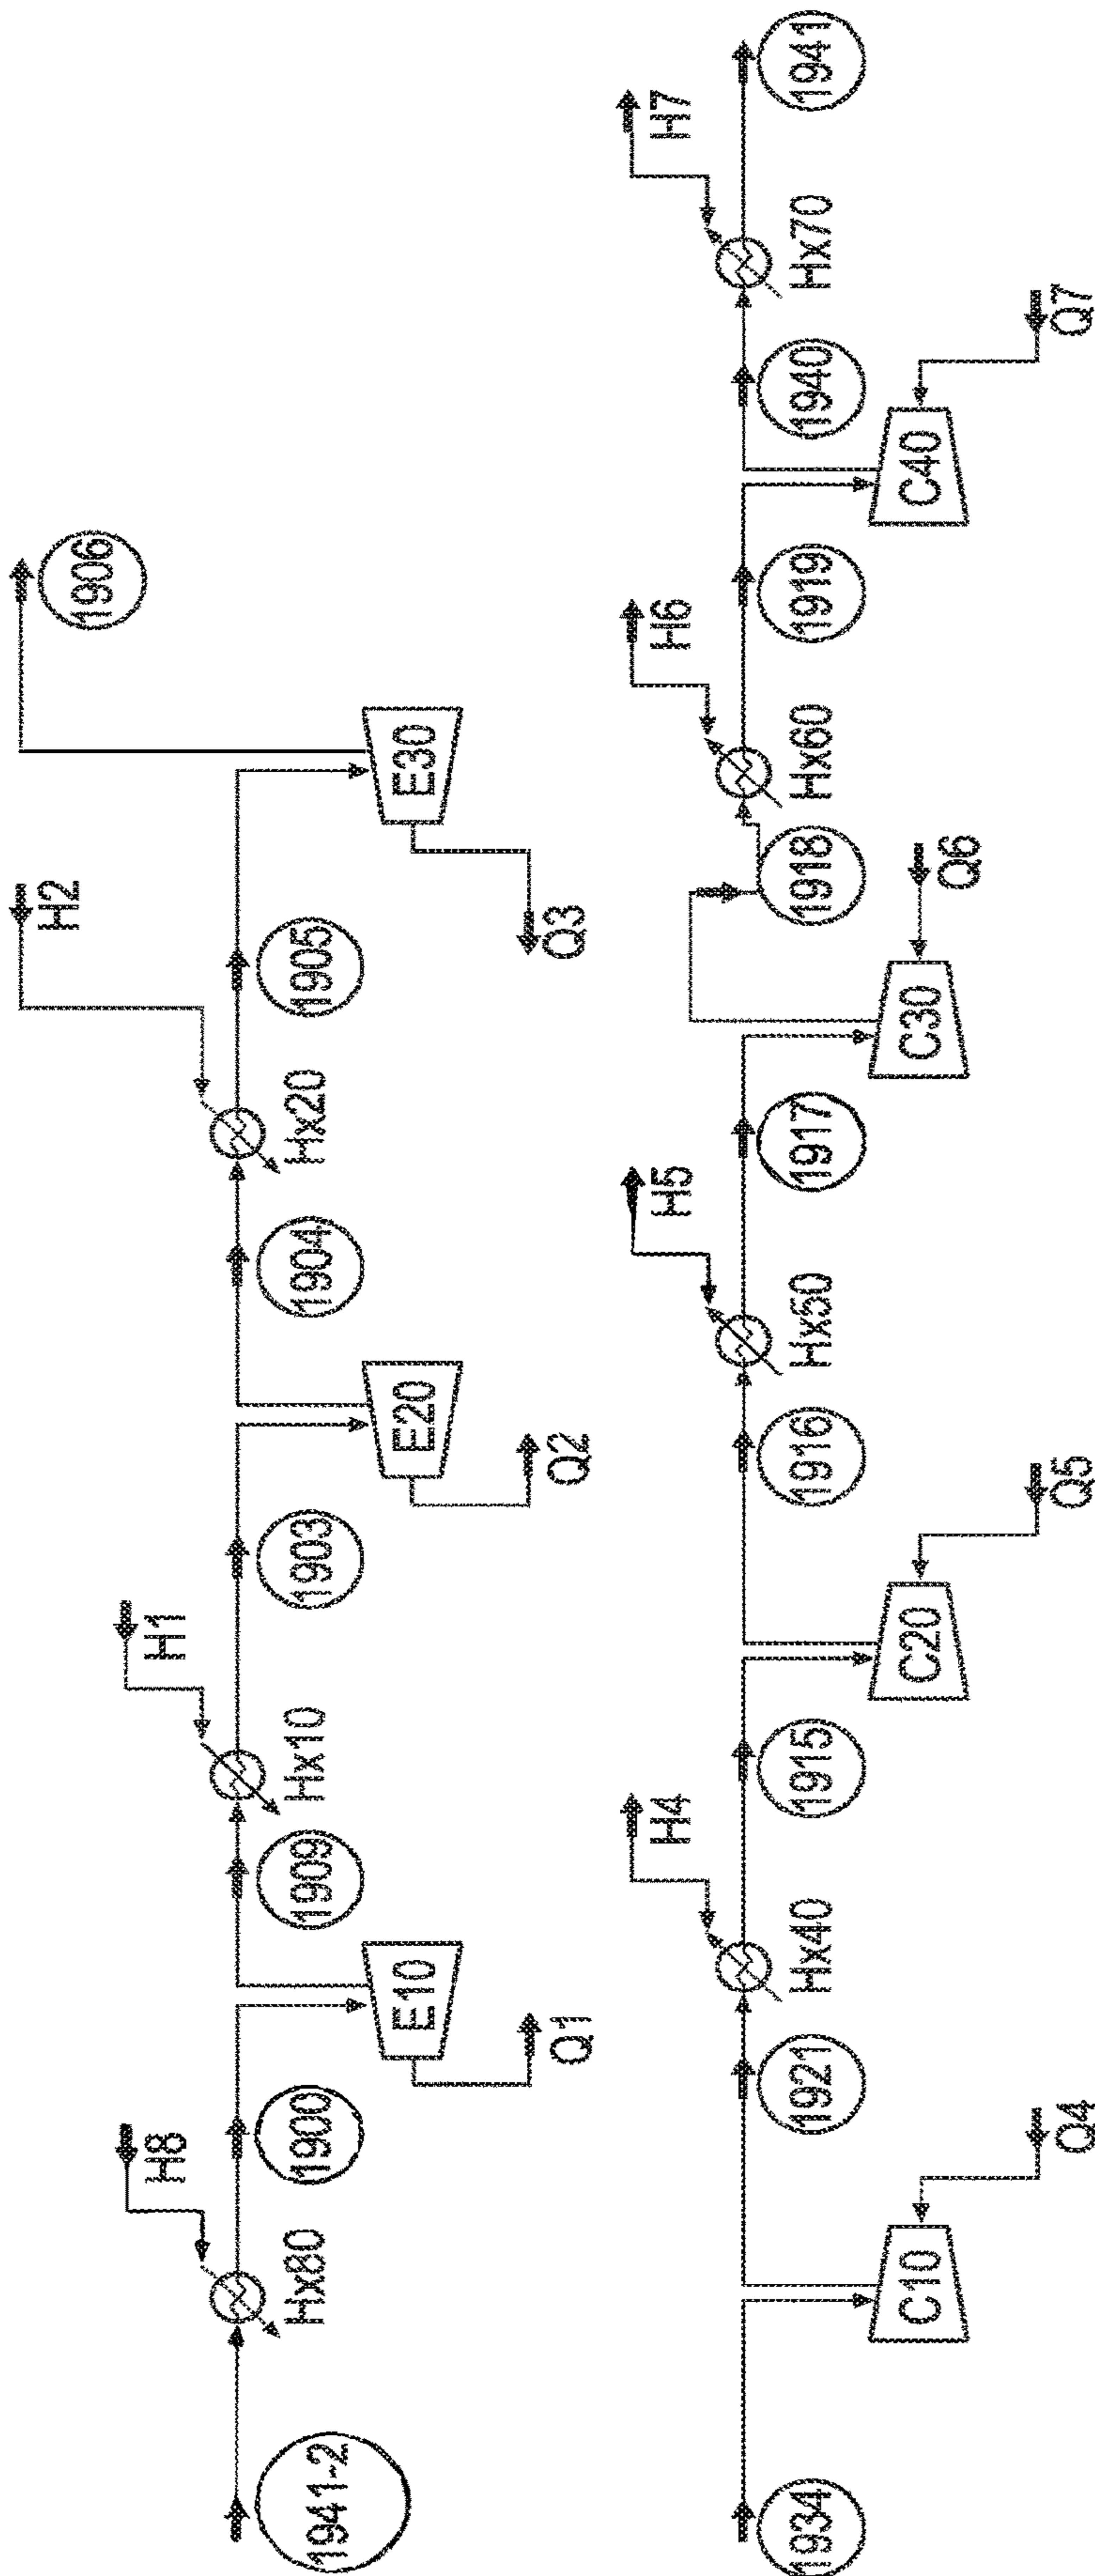 1941-2
Hx80
H8
1900
E10
Q1
1909
Hx10
H1
1903
E20
Q2
1904
Hx20
H2
1905
E30
Q3
1906
1934
C10
Q4
1921
Hx40
H4
1915
C20
Q5
1916
Hx50
H5
1917
C30
Q6
1918
Hx60
H6
1919
C40
Q7
1940
Hx70
H7
1941